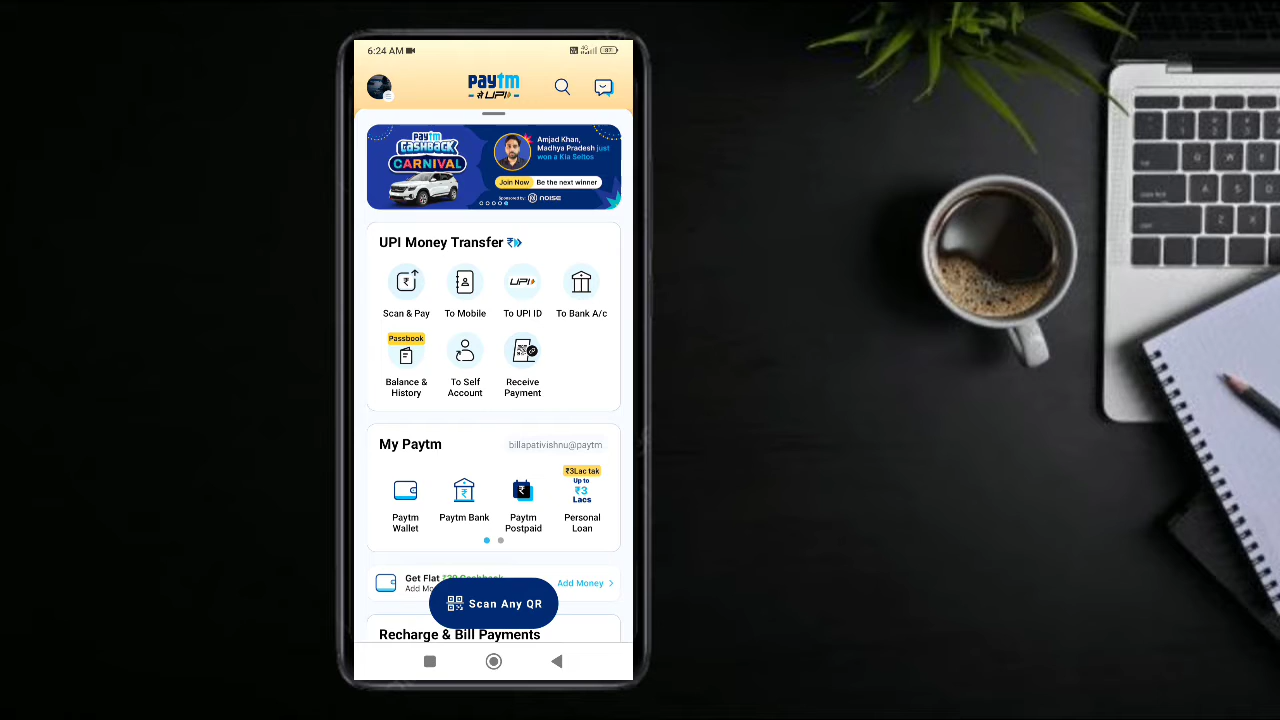 6:24 AM
87
paytm
से UPI
paytm
CASHBACK
CARNIVAL
Amjad Khan,
Madhya Pradesh just
won a Kia Seltos
Join Now Be the next winner
Sponsored by NOISE
UPI Money Transfer
Scan & Pay
To Mobile
UPI
To UPI ID
To Bank A/c
Passbook
Balance &
History
To Self
Account
Receive
Payment
My Paytm
billapativishnu@paytm
Paytm
Wallet
Paytm Bank
Paytm
Postpaid
₹3Lac tak
Up to
₹3
Lacs
Personal
Loan
Get Flat
Add Money >
Scan Any QR
Recharge & Bill Payments